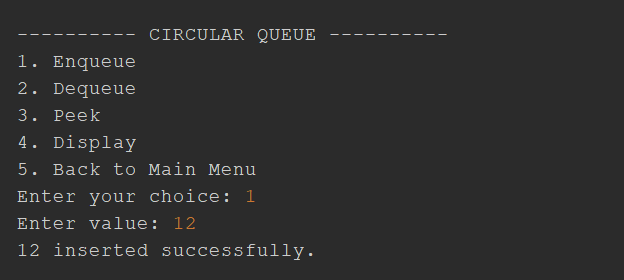 ---------- CIRCULAR QUEUE ----------
1. Enqueue
2. Dequeue
3. Peek
4. Display
5. Back to Main Menu
Enter your choice: 1
Enter value: 12
12 inserted successfully.